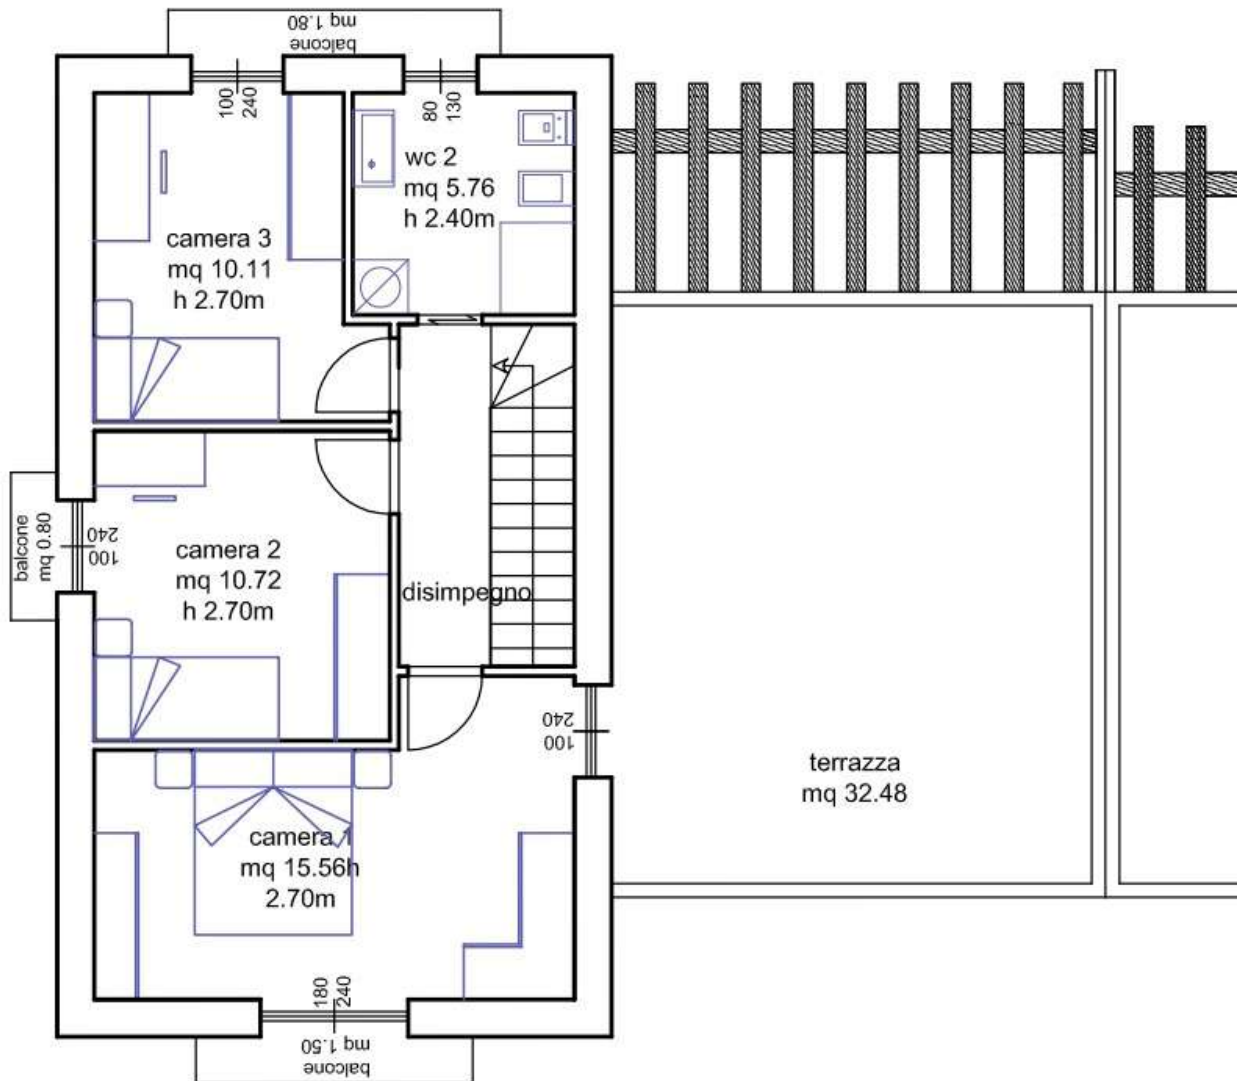 balcone
mq 1.80
100
240
80
130
wc 2
mq 5.76
h 2.40m
camera 3
mq 10.11
h 2.70m
balcone
mq 0.80
240
100
camera 2
mq 10.72
h 2.70m
disimpegno
240
100
terrazza
mq 32.48
camera 1
mq 15.56h
2.70m
180
240
balcone
mq 1.50